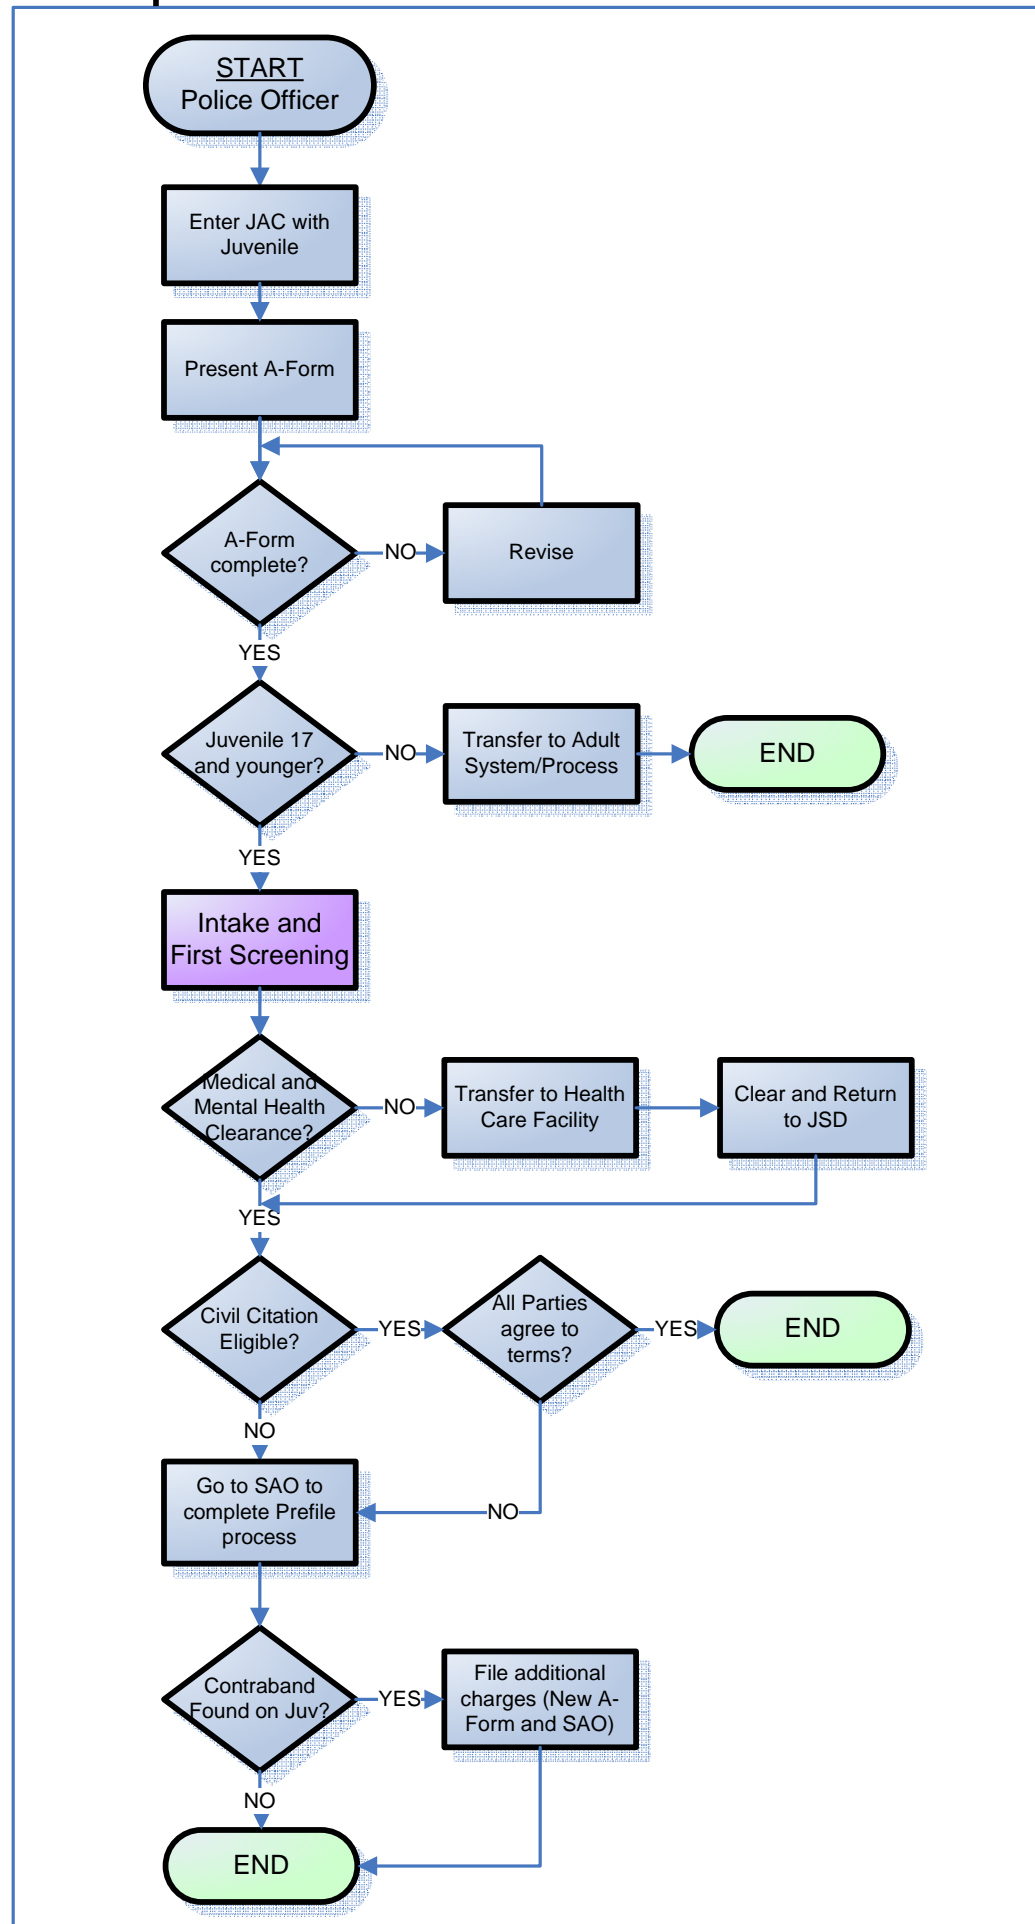 START
Police Officer
Enter JAC with
Juvenile
Present A-Form
A-Form
complete?
NO
Revise
YES
Juvenile 17
and younger?
NO
Transfer to Adult
System/Process
END
YES
Intake and
First Screening
Medical and
Mental Health
Clearance?
NO
Transfer to Health
Care Facility
Clear and Return
to JSD
YES
Civil Citation
Eligible?
YES
All Parties
agree to
terms?
YES
END
NO
Go to SAO to
complete Prefile
process
NO
Contraband
Found on Juv?
YES
File additional
charges (New A-
Form and SAO)
NO
END